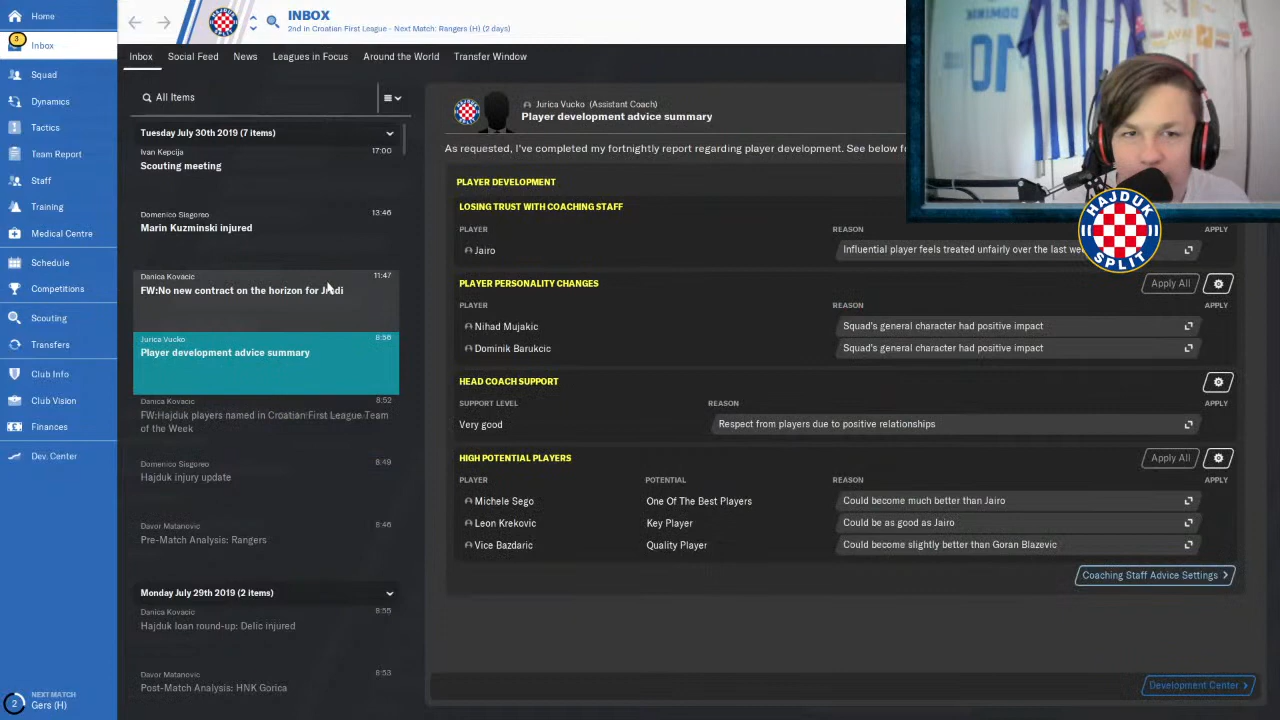 Home
3
Inbox
Squad
Dynamics
Tactics
Team Report
Staff
Training
Medical Centre
Schedule
Competitions
Scouting
Transfers
Club Info
Club Vision
Finances
Dev. Center
2
NEXT MATCH
Gers (H)
INBOX
2nd in Croatian First League - Next Match: Rangers (H) (2 days)
Inbox Social Feed News Leagues in Focus Around the World Transfer Window
All Items
Tuesday July 30th 2019 (7 items)
Ivan Kepcija 17:00
Scouting meeting
Domenico Sisgoreo 13:46
Marin Kuzminski injured
Danica Kovacic 11:47
FW:No new contract on the horizon for
Jurica Vucko 8:56
Player development advice summary
Danica Kovacic 8:52
FW:Hajduk players named in Croatian First League Team
of the Week
Domenico Sisgoreo 8:49
Hajduk injury update
Davor Matanovic 8:46
Pre-Match Analysis: Rangers
Monday July 29th 2019 (2 items)
Danica Kovacic 8:55
Hajduk loan round-up: Delic injured
Davor Matanovic 8:53
Post-Match Analysis: HNK Gorica
Jurica Vucko (Assistant Coach)
Player development advice summary
As requested, I've completed my fortnightly report regarding player development. See below
PLAYER DEVELOPMENT
LOSING TRUST WITH COACHING STAFF
PLAYER REASON APPLY
Jairo Influential player feels treated unfairly over the last
PLAYER PERSONALITY CHANGES Apply All
PLAYER REASON APPLY
Nihad Mujakic Squad's general character had positive impact
Dominik Barukcic Squad's general character had positive impact
HEAD COACH SUPPORT
SUPPORT LEVEL REASON APPLY
Very good Respect from players due to positive relationships
HIGH POTENTIAL PLAYERS Apply All
PLAYER POTENTIAL REASON APPLY
Michele Sego One Of The Best Players Could become much better than Jairo
Leon Krekovic Key Player Could be as good as Jairo
Vice Bazdaric Quality Player Could become slightly better than Goran Blazevic
Coaching Staff Advice Settings
Development Center
DOMINIK
10
HAJDUK
SPLIT